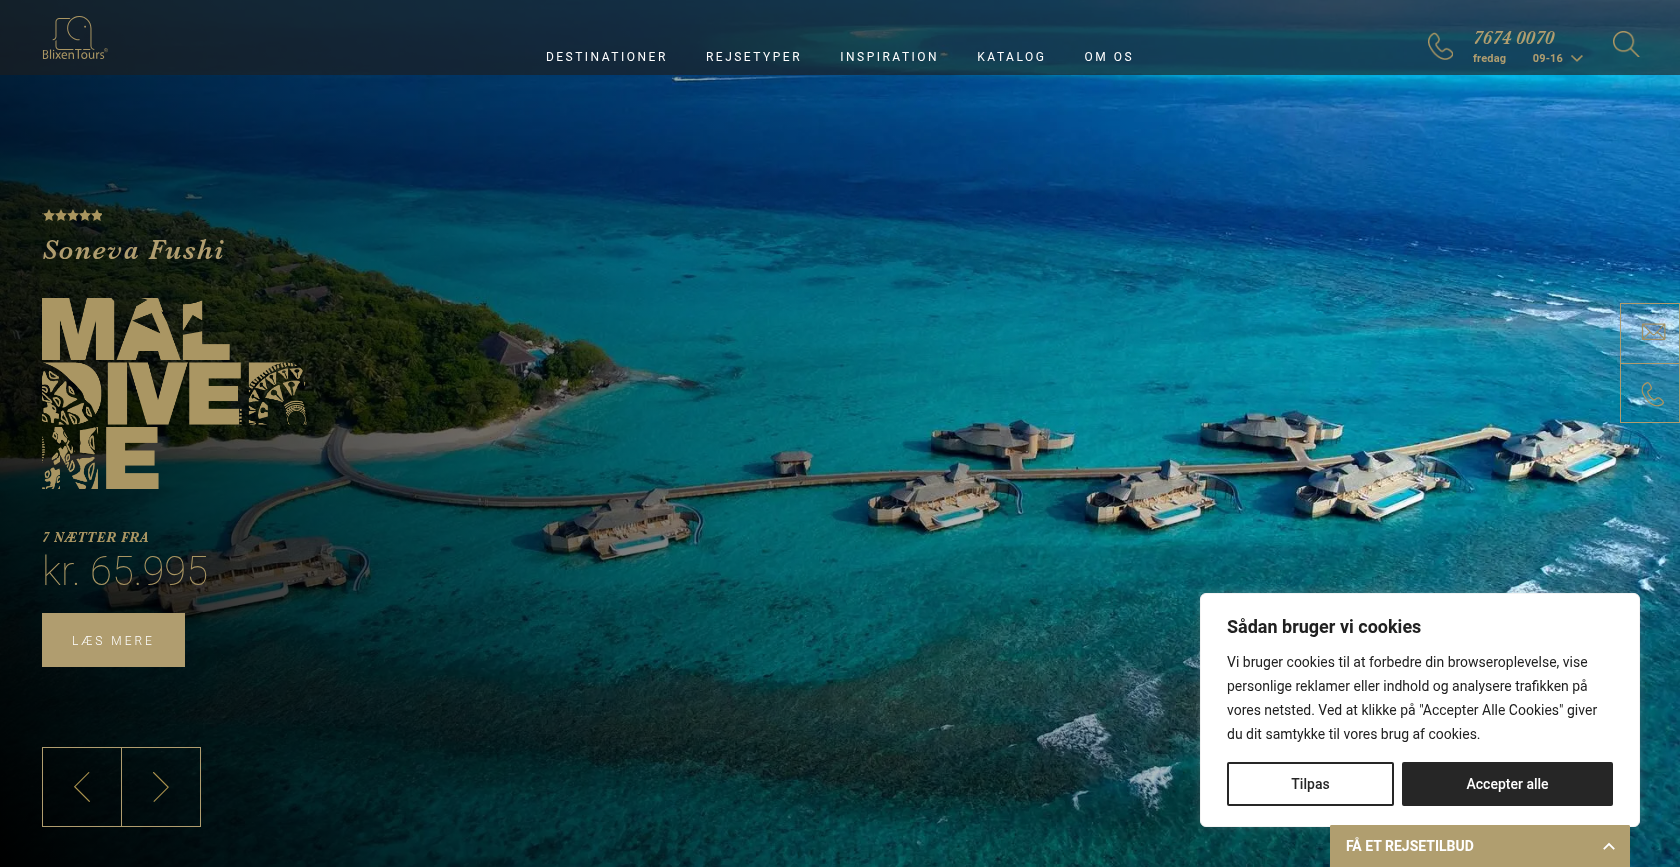 BlixenTours®
DESTINATIONER
REJSETYPER
INSPIRATION
KATALOG
OM OS
7674 0070
fredag 09-16
Soneva Fushi
MAL
DIVER
NE
7 NÆTTER FRA
kr. 65.995
LÆS MERE
Sådan bruger vi cookies
Vi bruger cookies til at forbedre din browseroplevelse, vise
personlige reklamer eller indhold og analysere trafikken på
vores netsted. Ved at klikke på "Accepter Alle Cookies" giver
du dit samtykke til vores brug af cookies.
Tilpas
Accepter alle
FÅ ET REJSETILBUD